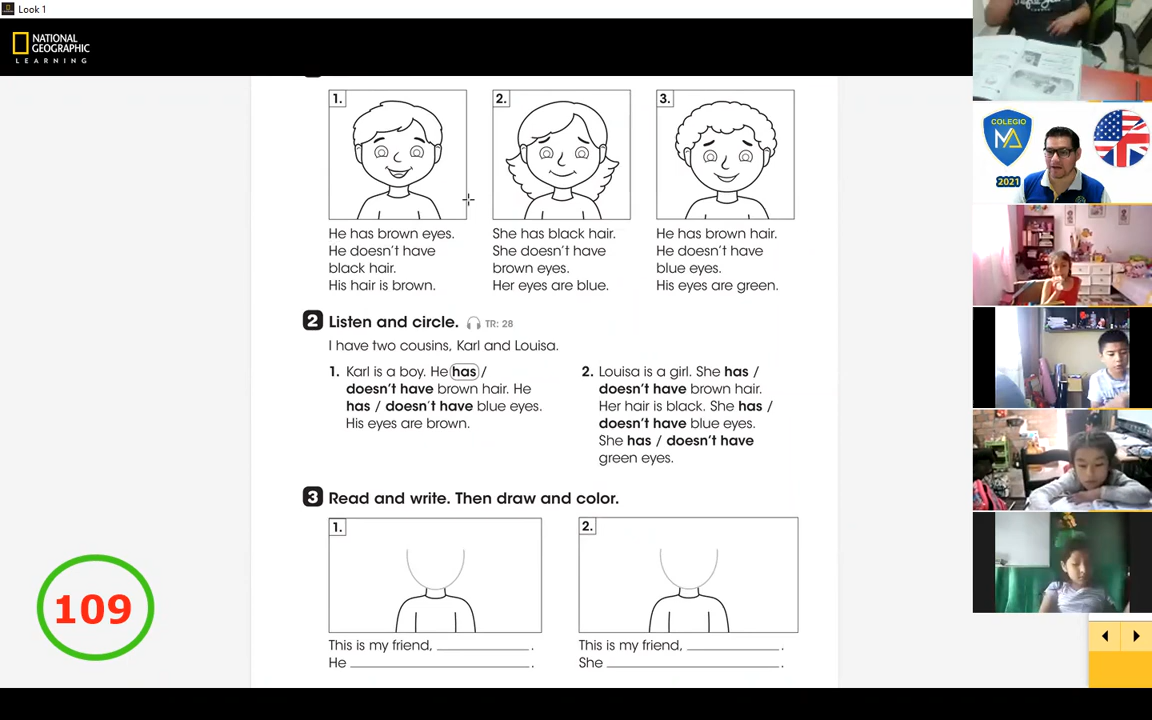 Look 1
NATIONAL
GEOGRAPHIC
LEARNING
1.
2.
3.
He has brown eyes.
He doesn't have
black hair.
His hair is brown.
She has black hair.
She doesn't have
brown eyes.
Her eyes are blue.
He has brown hair.
He doesn't have
blue eyes.
His eyes are green.
2 Listen and circle. TR: 28
I have two cousins, Karl and Louisa.
1. Karl is a boy. He has /
doesn't have brown hair. He
has / doesn't have blue eyes.
His eyes are brown.
2. Louisa is a girl. She has /
doesn't have brown hair.
Her hair is black. She has /
doesn't have blue eyes.
She has / doesn't have
green eyes.
3 Read and write. Then draw and color.
1.
2.
This is my friend, ________.
He ________.
This is my friend, ________.
She ________.
109
COLEGIO
MA
2021